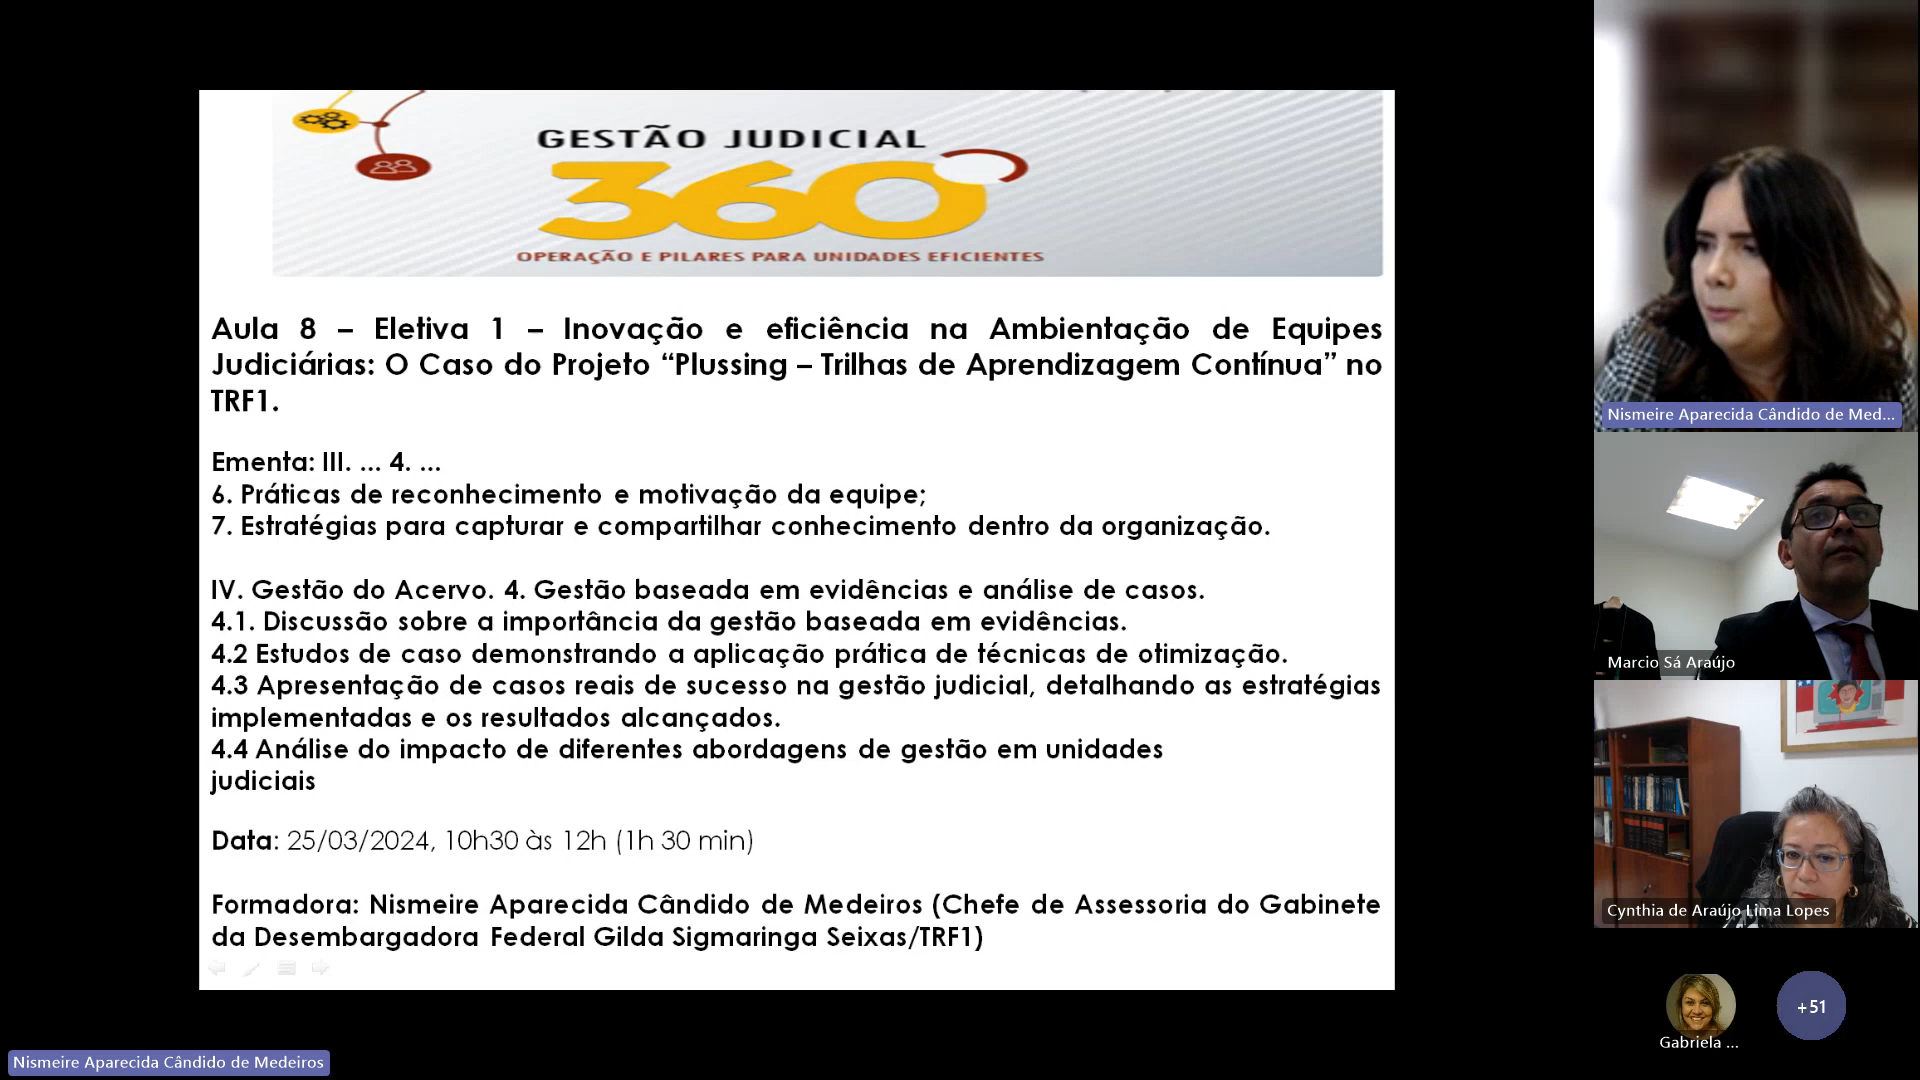 GESTÃO JUDICIAL
360
OPERAÇÃO E PILARES PARA UNIDADES EFICIENTES
Aula 8 – Eletiva 1 – Inovação e eficiência na Ambientação de Equipes
Judiciárias: O Caso do Projeto “Plussing – Trilhas de Aprendizagem Contínua” no
TRF1.
Ementa: III. ... 4. ...
6. Práticas de reconhecimento e motivação da equipe;
7. Estratégias para capturar e compartilhar conhecimento dentro da organização.
IV. Gestão do Acervo. 4. Gestão baseada em evidências e análise de casos.
4.1. Discussão sobre a importância da gestão baseada em evidências.
4.2 Estudos de caso demonstrando a aplicação prática de técnicas de otimização.
4.3 Apresentação de casos reais de sucesso na gestão judicial, detalhando as estratégias
implementadas e os resultados alcançados.
4.4 Análise do impacto de diferentes abordagens de gestão em unidades
judiciais
Data: 25/03/2024, 10h30 às 12h (1h 30 min)
Formadora: Nismeire Aparecida Cândido de Medeiros (Chefe de Assessoria do Gabinete
da Desembargadora Federal Gilda Sigmaringa Seixas/TRF1)
Nismeire Aparecida Cândido de Med...
Marcio Sá Araújo
Cynthia de Araújo Lima Lopes
Gabriela ...
+51
Nismeire Aparecida Cândido de Medeiros